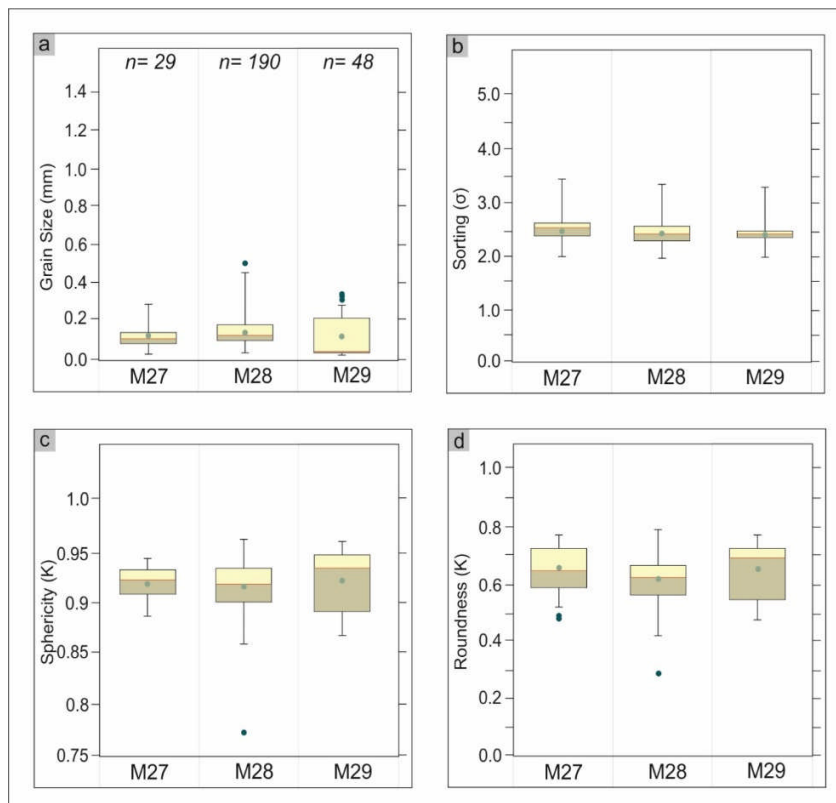 a
n= 29 n= 190 n= 48
1.4
1.2
1.0
0.8
0.6
0.4
0.2
0.0
Grain Size (mm)
M27 M28 M29
b
5.0
4.0
3.0
2.0
1.0
0.0
Sorting (σ)
M27 M28 M29
c
1.0
0.95
0.9
0.85
0.8
0.75
Sphericity (K)
M27 M28 M29
d
1.0
0.8
0.6
0.4
0.2
0.0
Roundness (K)
M27 M28 M29